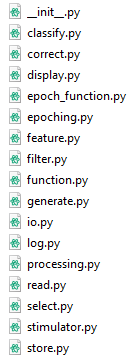 __init__.py
classify.py
correct.py
display.py
epoch_function.py
epoching.py
feature.py
filter.py
function.py
generate.py
io.py
log.py
processing.py
read.py
select.py
stimulator.py
store.py